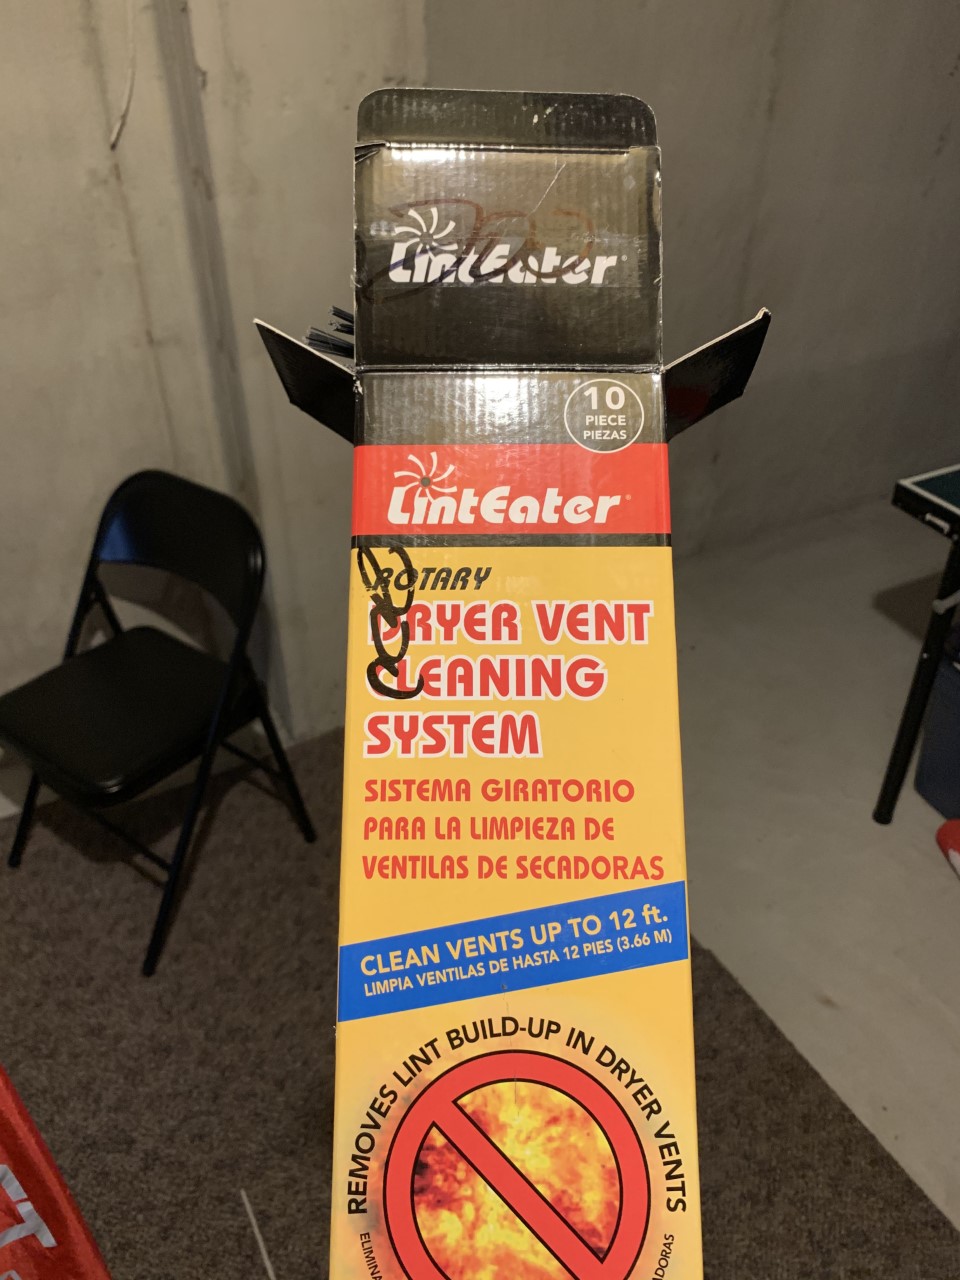 LintEater®
10
PIECE
PIEZAS
LintEater®
ROTARY
DRYER VENT
CLEANING
SYSTEM
SISTEMA GIRATORIO
PARA LA LIMPIEZA DE
VENTILAS DE SECADORAS
CLEAN VENTS UP TO 12 ft.
LIMPIA VENTILAS DE HASTA 12 PIES (3.66 M)
REMOVES LINT BUILD-UP IN DRYER VENTS